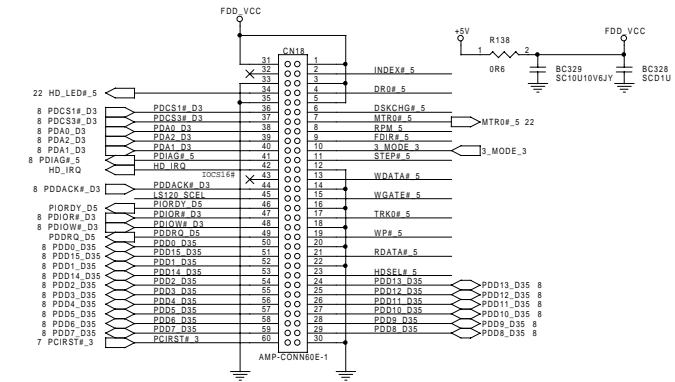 FDD_VCC
+5V
R138
1
2
0R6
FDD_VCC
BC329
SC10U10V6JY
BC328
SCD1U
CN18
31 1
32 2 INDEX#_5
33 3
22 HD_LED#_5 34 4 DR0#_5
35 5
8 PDCS1#_D3 PDCS1#_D3 36 6 DSKCHG#_5
8 PDCS3#_D3 PDCS3#_D3 37 7 MTR0#_5 MTR0#_5 22
8 PDA0_D3 PDA0_D3 38 8 RPM_5
8 PDA2_D3 PDA2_D3 39 9 FDIR#_5
8 PDA1_D3 PDA1_D3 40 10 3_MODE_3 3_MODE_3
8 PDIAG#_5 PDIAG#_5 41 11 STEP#_5
HD_IRQ HD_IRQ 42 12
IOCS16# 43 13 WDATA#_5
8 PDDACK#_D3 PDDACK#_D3 44 14
LS120_SCEL 45 15 WGATE#_5
PIORDY_D5 PIORDY_D5 46 16
8 PDIOR#_D3 PDIOR#_D3 47 17 TRK0#_5
8 PDIOW#_D3 PDIOW#_D3 48 18
PDDRQ_D5 PDDRQ_D5 49 19 WP#_5
8 PDD0_D35 PDD0_D35 50 20
8 PDD15_D35 PDD15_D35 51 21 RDATA#_5
8 PDD1_D35 PDD1_D35 52 22
8 PDD14_D35 PDD14_D35 53 23 HDSEL#_5
8 PDD2_D35 PDD2_D35 54 24 PDD13_D35 PDD13_D35 8
8 PDD3_D35 PDD3_D35 55 25 PDD12_D35 PDD12_D35 8
8 PDD4_D35 PDD4_D35 56 26 PDD11_D35 PDD11_D35 8
8 PDD5_D35 PDD5_D35 57 27 PDD10_D35 PDD10_D35 8
8 PDD6_D35 PDD6_D35 58 28 PDD9_D35 PDD9_D35 8
8 PDD7_D35 PDD7_D35 59 29 PDD8_D35 PDD8_D35 8
7 PCIRST#_3 PCIRST#_3 60 30
AMP-CONN60E-1